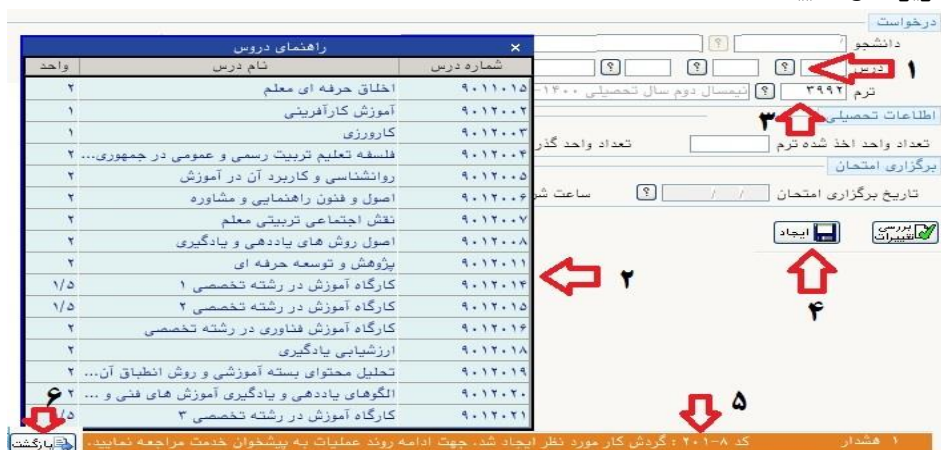 درخواست
دانشجو ؟
درس ؟ ؟ ؟ ۱
ترم ۳۹۹۲ ؟ نیمسال دوم سال تحصیلی ۱۴۰۰-
اطلاعات تحصیلی ۳
تعداد واحد اخذ شده ترم تعداد واحد گذر
برگزاری امتحان
تاریخ برگزاری امتحان / / ؟ ساعت شر
بررسی تغییرات ایجاد
۴
راهنمای دروس ×
شماره درس نام درس واحد
۹۰۱۱۰۱۵ اخلاق حرفه ای معلم ۲
۹۰۱۲۰۰۲ آموزش کارآفرینی ۱
۹۰۱۲۰۰۳ کارورزی ۱
۹۰۱۲۰۰۴ فلسفه تعلیم تربیت رسمی و عمومی در جمهوری... ۲
۹۰۱۲۰۰۵ روانشناسی و کاربرد آن در آموزش ۲
۹۰۱۲۰۰۶ اصول و فنون راهنمایی و مشاوره ۲
۹۰۱۲۰۰۷ نقش اجتماعی تربیتی معلم ۲
۹۰۱۲۰۰۸ اصول روش های یاددهی و یادگیری ۲
۹۰۱۲۰۱۱ پژوهش و توسعه حرفه ای ۲
۹۰۱۲۰۱۴ کارگاه آموزش در رشته تخصصی ۱ ۱/۵
۹۰۱۲۰۱۵ کارگاه آموزش در رشته تخصصی ۲ ۱/۵
۹۰۱۲۰۱۶ کارگاه آموزش فناوری در رشته تخصصی ۲
۹۰۱۲۰۱۸ ارزشیابی یادگیری ۲
۹۰۱۲۰۱۹ تحلیل محتوای بسته آموزشی و روش انطباق آن... ۲
۹۰۱۲۰۲۰ الگوهای یاددهی و یادگیری آموزش های فنی و ... ۲
۹۰۱۲۰۲۱ کارگاه آموزش در رشته تخصصی ۳ /۵
۲
۵
۶
۱ هشدار کد ۸-۲۰۱ : گردش کار مورد نظر ایجاد شد، جهت ادامه روند عملیات به پیشخوان خدمت مراجعه نمایید.
بازگشت